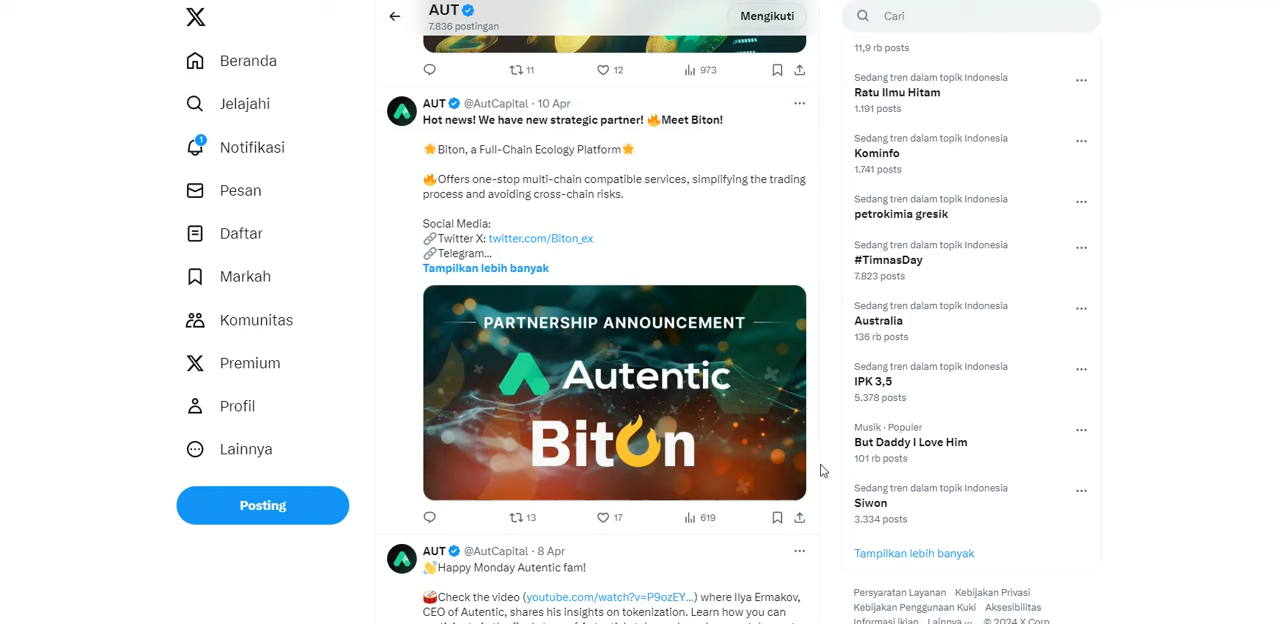 Beranda
Jelajahi
1
Notifikasi
Pesan
Daftar
Markah
Komunitas
Premium
Profil
Lainnya
Posting
AUT
7.836 postingan
Mengikuti
11
12
973
AUT @AutCapital · 10 Apr
Hot news! We have new strategic partner! 🔥Meet Biton!
🌟Biton, a Full-Chain Ecology Platform🌟
🔥Offers one-stop multi-chain compatible services, simplifying the trading
process and avoiding cross-chain risks.
Social Media:
🔗Twitter X: twitter.com/Biton_ex
🔗Telegram...
Tampilkan lebih banyak
PARTNERSHIP ANNOUNCEMENT
Autentic
Biton
13
17
619
AUT @AutCapital · 8 Apr
👋Happy Monday Autentic fam!
🥁Check the video (youtube.com/watch?v=P9ozEY...) where Ilya Ermakov,
CEO of Autentic, shares his insights on tokenization. Learn how you can
Cari
11,9 rb posts
Sedang tren dalam topik Indonesia
Ratu Ilmu Hitam
1.191 posts
Sedang tren dalam topik Indonesia
Kominfo
1.741 posts
Sedang tren dalam topik Indonesia
petrokimia gresik
Sedang tren dalam topik Indonesia
#TimnasDay
7.823 posts
Sedang tren dalam topik Indonesia
Australia
136 rb posts
Sedang tren dalam topik Indonesia
IPK 3,5
5.378 posts
Musik · Populer
But Daddy I Love Him
101 rb posts
Sedang tren dalam topik Indonesia
Siwon
3.334 posts
Tampilkan lebih banyak
Persyaratan Layanan Kebijakan Privasi
Kebijakan Penggunaan Kuki Aksesibilitas
Informasi iklan Lainnya ... © 2024 X Corp.